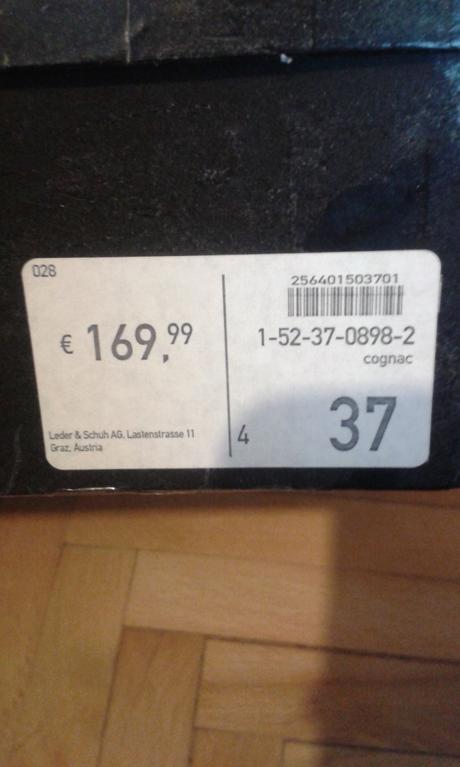 028
€ 169,99
Leder & Schuh AG, Lastenstrasse 11
Graz, Austria
256401503701
1-52-37-0898-2
cognac
4
37